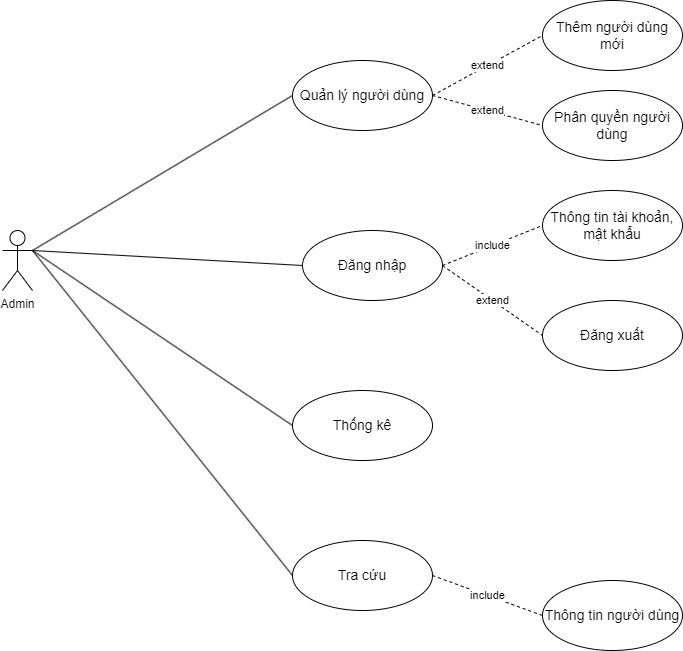 Thêm người dùng
mới
extend
Quản lý người dùng
extend
Phân quyền người
dùng
Thông tin tài khoản,
mật khẩu
include
Đăng nhập
extend
Admin
Đăng xuất
Thống kê
Tra cứu
include
Thông tin người dùng